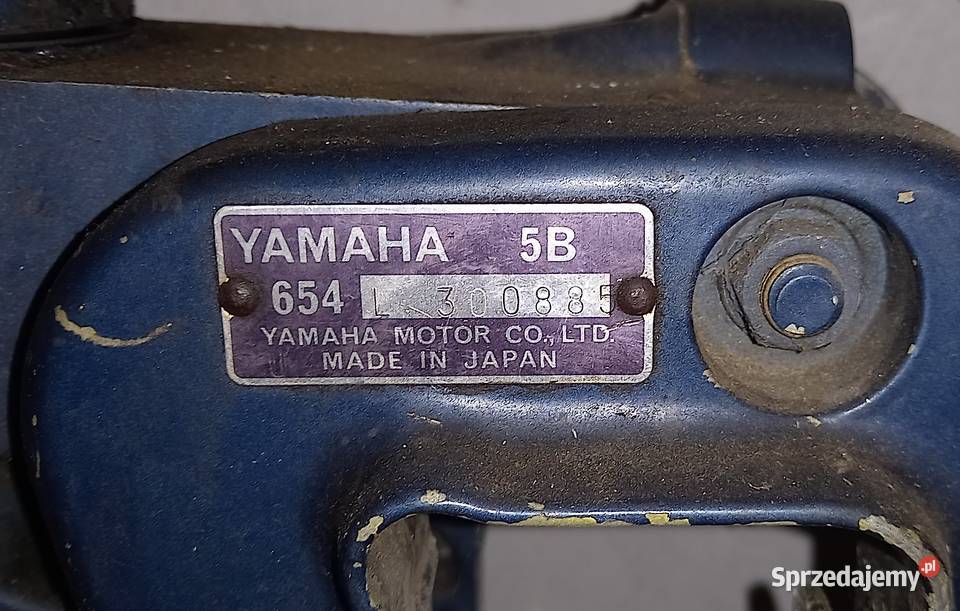 YAMAHA 5B
654 L 300885
YAMAHA MOTOR CO., LTD.
MADE IN JAPAN
Sprzedajemy.pl